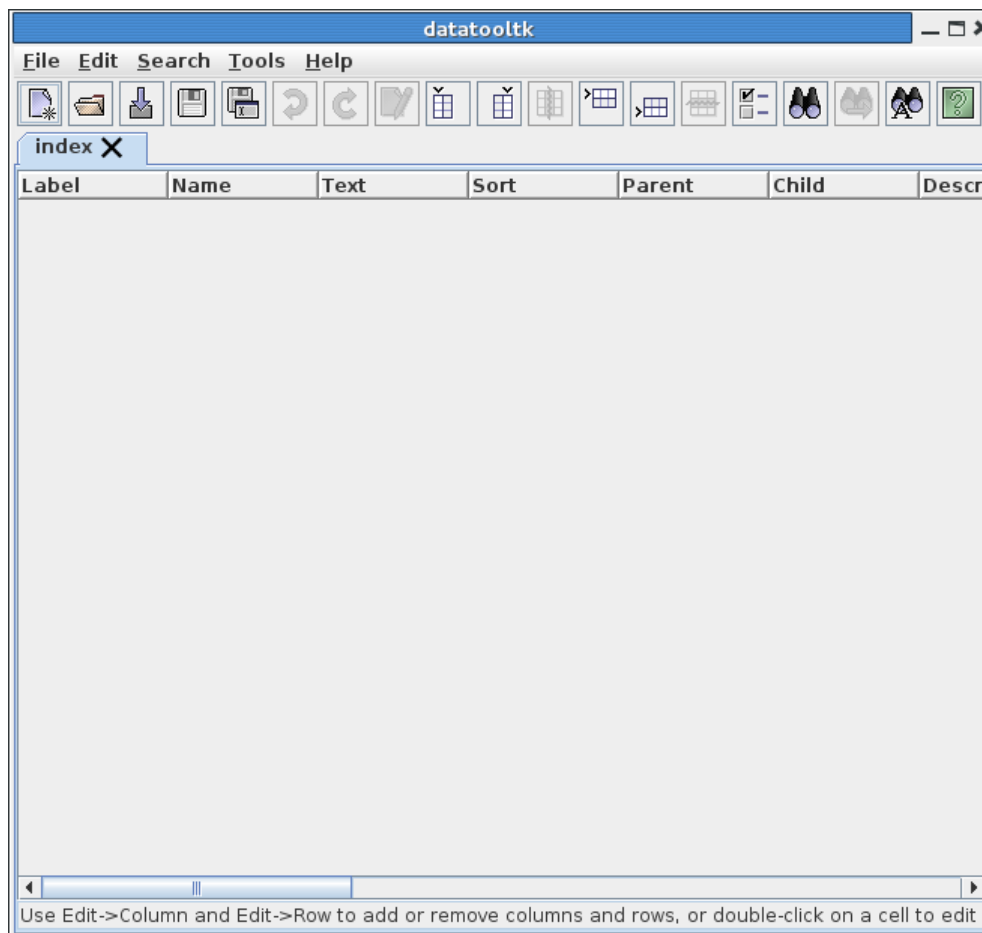 datatooltk
File Edit Search Tools Help
index
Label Name Text Sort Parent Child Descr
Use Edit->Column and Edit->Row to add or remove columns and rows, or double-click on a cell to edit